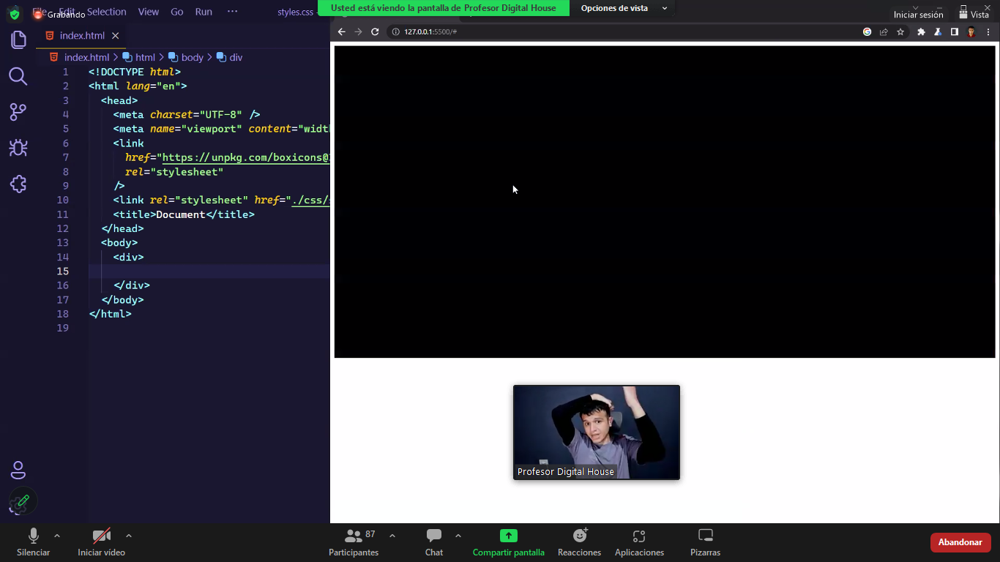 Usted está viendo la pantalla de Profesor Digital House
Opciones de vista
File Edit Selection View Go Run ···
styles.css
Grabando
Iniciar sesión
Vista
index.html
127.0.0.1:5500/#
index.html > html > body > div
1 <!DOCTYPE html>
2 <html lang="en">
3 <head>
4 <meta charset="UTF-8" />
5 <meta name="viewport" content="widt
6 <link
7 href="https://unpkg.com/boxicons@
8 rel="stylesheet"
9 />
10 <link rel="stylesheet" href="./css/
11 <title>Document</title>
12 </head>
13 <body>
14 <div>
15
16 </div>
17 </body>
18 </html>
19
Profesor Digital House
Silenciar
Iniciar vídeo
87
Participantes
Chat
Compartir pantalla
Reacciones
Aplicaciones
Pizarras
Abandonar